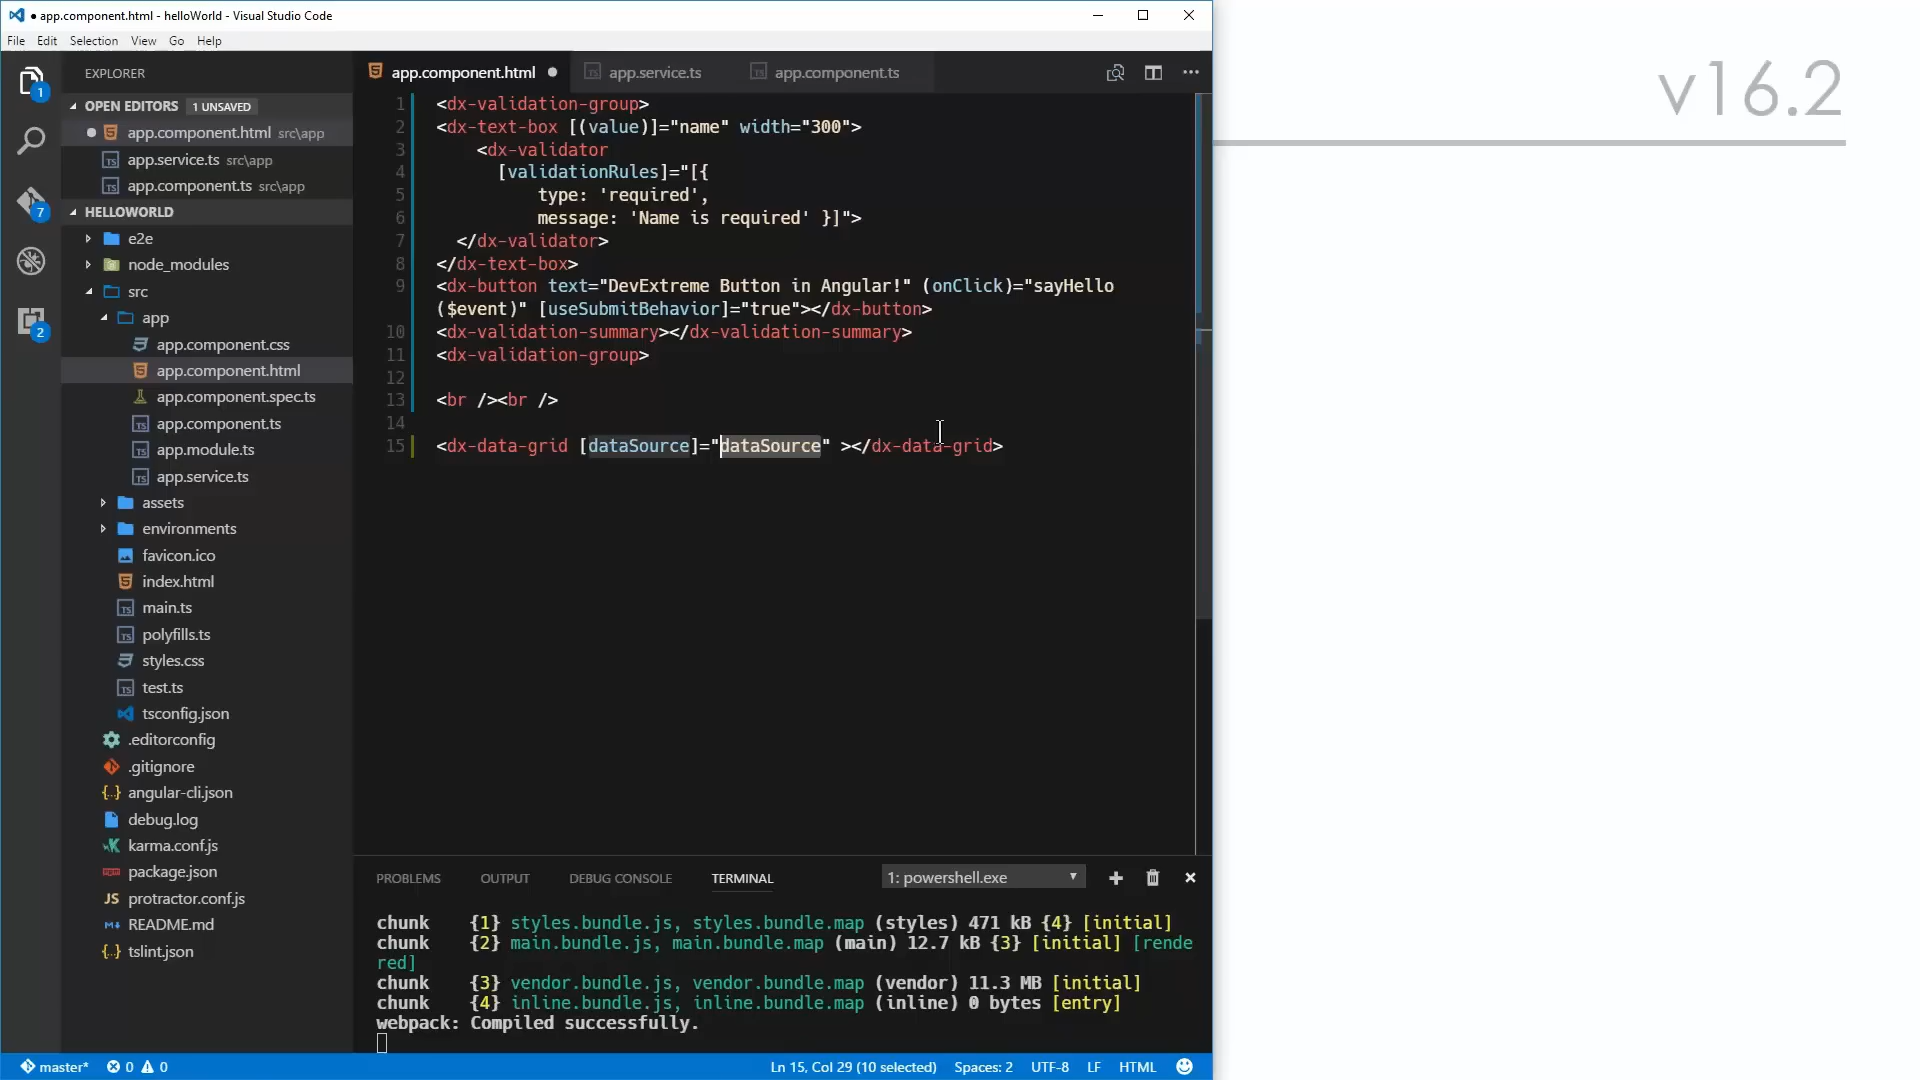 app.component.html - helloWorld - Visual Studio Code
File Edit Selection View Go Help
v16.2
EXPLORER
OPEN EDITORS 1 UNSAVED
app.component.html src\app
app.service.ts src\app
app.component.ts src\app
HELLOWORLD
e2e
node_modules
src
app
app.component.css
app.component.html
app.component.spec.ts
app.component.ts
app.module.ts
app.service.ts
assets
environments
favicon.ico
index.html
main.ts
polyfills.ts
styles.css
test.ts
tsconfig.json
.editorconfig
.gitignore
angular-cli.json
debug.log
karma.conf.js
package.json
protractor.conf.js
README.md
tslint.json
1
7
2
app.component.html app.service.ts app.component.ts
1 <dx-validation-group>
2 <dx-text-box [(value)]="name" width="300">
3 <dx-validator
4 [validationRules]="[{
5 type: 'required',
6 message: 'Name is required' }]">
7 </dx-validator>
8 </dx-text-box>
9 <dx-button text="DevExtreme Button in Angular!" (onClick)="sayHello
($event)" [useSubmitBehavior]="true"></dx-button>
10 <dx-validation-summary></dx-validation-summary>
11 <dx-validation-group>
12
13 <br /><br />
14
15 <dx-data-grid [dataSource]="dataSource" ></dx-data-grid>
PROBLEMS OUTPUT DEBUG CONSOLE TERMINAL 1: powershell.exe
chunk {1} styles.bundle.js, styles.bundle.map (styles) 471 kB {4} [initial]
chunk {2} main.bundle.js, main.bundle.map (main) 12.7 kB {3} [initial] [rende
red]
chunk {3} vendor.bundle.js, vendor.bundle.map (vendor) 11.3 MB [initial]
chunk {4} inline.bundle.js, inline.bundle.map (inline) 0 bytes [entry]
webpack: Compiled successfully.
master* 0 0 Ln 15, Col 29 (10 selected) Spaces: 2 UTF-8 LF HTML